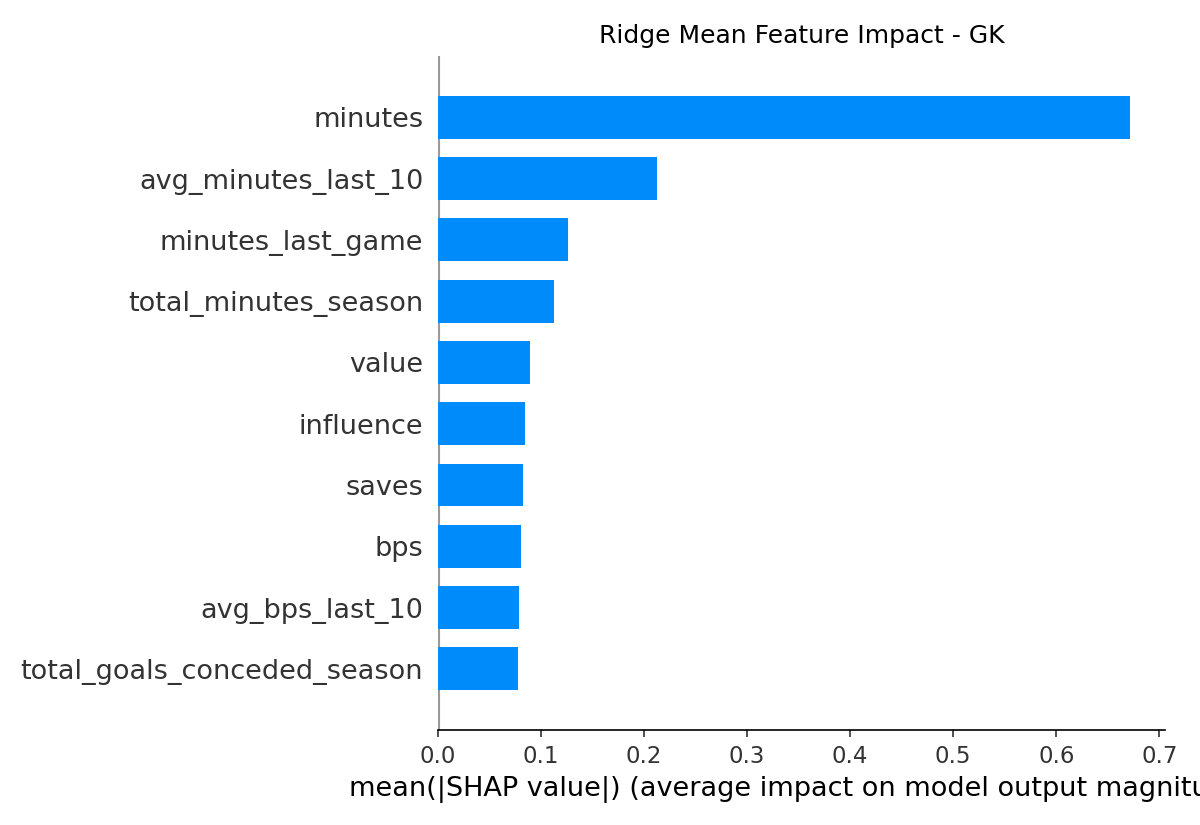 Ridge Mean Feature Impact - GK
minutes
avg_minutes_last_10
minutes_last_game
total_minutes_season
value
influence
saves
bps
avg_bps_last_10
total_goals_conceded_season
0.0 0.1 0.2 0.3 0.4 0.5 0.6 0.7
mean(|SHAP value|) (average impact on model output